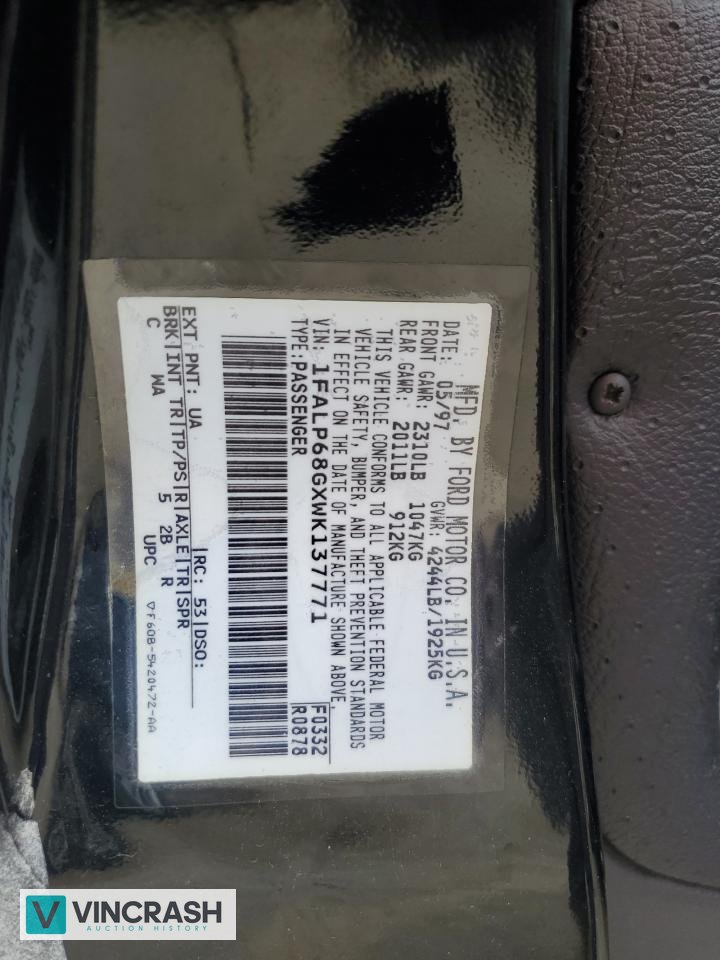 MFD. BY FORD MOTOR CO. IN U.S.A.
DATE: 05/97 GVWR: 4244LB/1925KG
FRONT GAWR: 2310LB 1047KG
REAR GAWR: 2011LB 912KG
THIS VEHICLE CONFORMS TO ALL APPLICABLE FEDERAL MOTOR
VEHICLE SAFETY, BUMPER, AND THEFT PREVENTION STANDARDS
IN EFFECT ON THE DATE OF MANUFACTURE SHOWN ABOVE.
VIN: 1FALP68GXWK137771 F0332
TYPE: PASSENGER R0878
EXT PNT: UA RC: 53 DSO:
BRK INT TR TP/PS R AXLE TR SPR
C WA 5 2B R
UPC ▽F60B-5420472-AA
V VINCRASH
AUCTION HISTORY